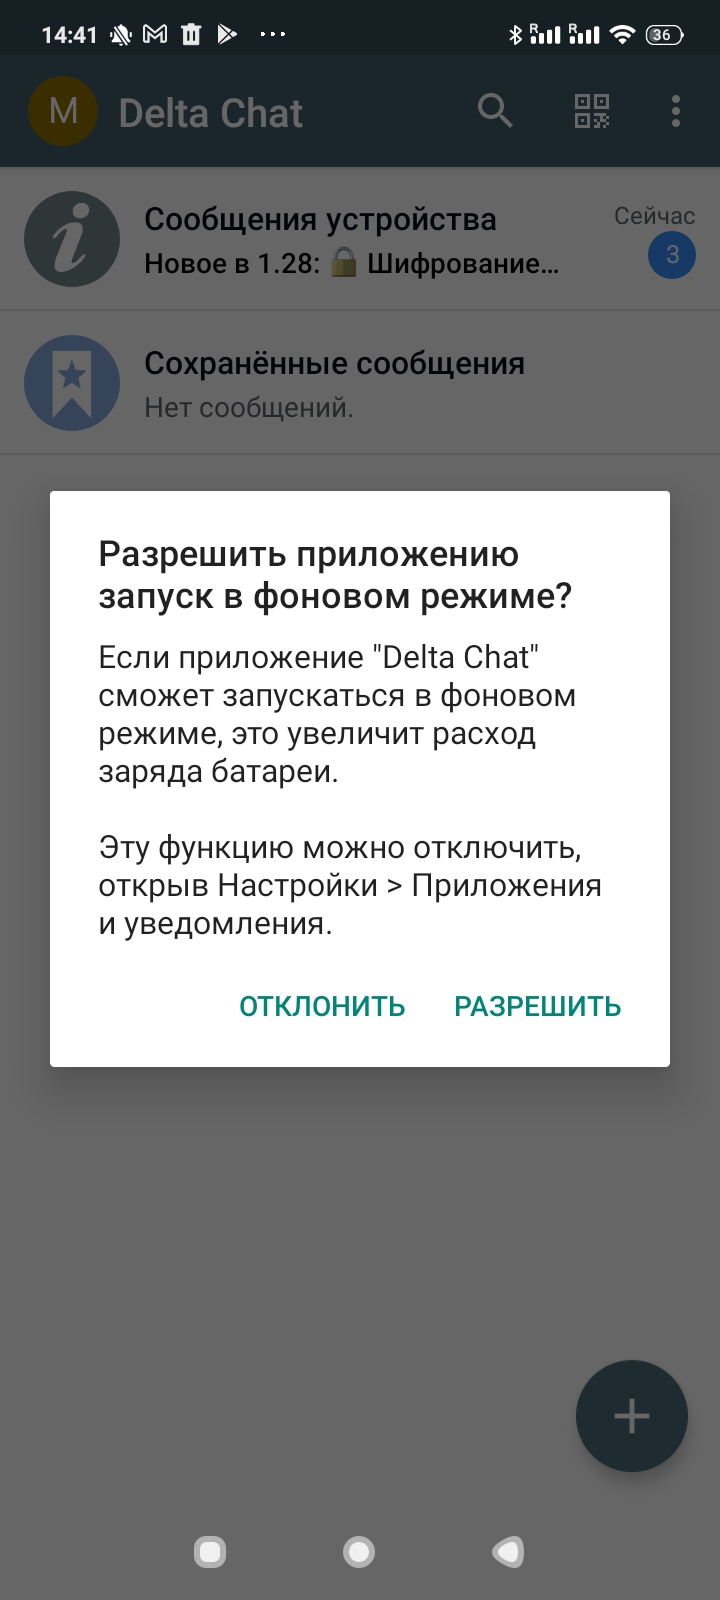 14:41
R
R
36
M
Delta Chat
Сообщения устройства
Сейчас
Новое в 1.28: 🔒 Шифрование…
3
Сохранённые сообщения
Нет сообщений.
Разрешить приложению
запуск в фоновом режиме?
Если приложение "Delta Chat"
сможет запускаться в фоновом
режиме, это увеличит расход
заряда батареи.
Эту функцию можно отключить,
открыв Настройки > Приложения
и уведомления.
ОТКЛОНИТЬ
РАЗРЕШИТЬ